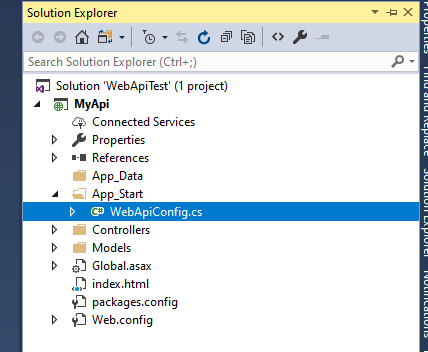 Solution Explorer
Search Solution Explorer (Ctrl+;)
Solution 'WebApiTest' (1 project)
MyApi
Connected Services
Properties
References
App_Data
App_Start
WebApiConfig.cs
Controllers
Models
Global.asax
index.html
packages.config
Web.config
Properties
Find and Replace
Solution Explorer
Notifications